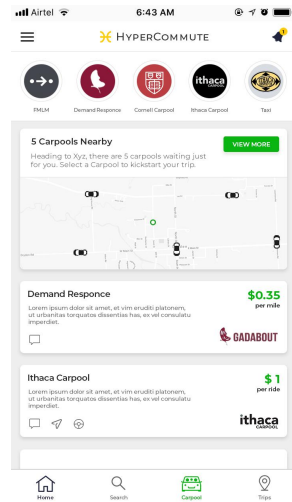 Airtel 6:43 AM
HYPERCOMMUTE
1
ithaca
CARPOOL
FMLM Demand Responce Cornell Carpool Ithaca Carpool Taxi
5 Carpools Nearby
VIEW MORE
Heading to Xyz, there are 5 carpools waiting just
for you. Select a Carpool to kickstart your trip.
Demand Responce
$0.35
per mile
Lorem ipsum dolor sit amet, et vim eruditi platonem,
ut urbanitas torquatos dissentias has, ex vel consulatu
imperdiet.
GADABOUT
Ithaca Carpool
$ 1
per ride
Lorem ipsum dolor sit amet, et vim eruditi platonem,
ut urbanitas torquatos dissentias has, ex vel consulatu
imperdiet.
ithaca
CARPOOL
Home Search Carpool Trips